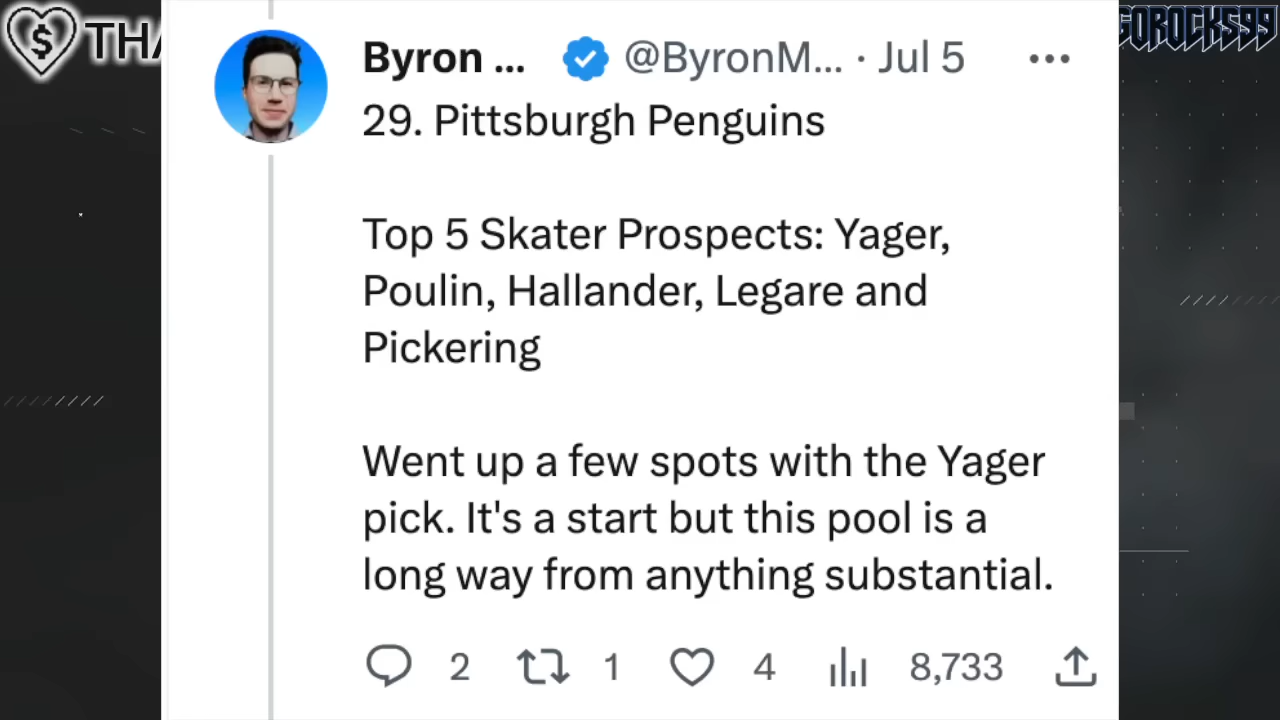 THA
GOROCKS99
Byron ... @ByronM... · Jul 5 •••
29. Pittsburgh Penguins
Top 5 Skater Prospects: Yager,
Poulin, Hallander, Legare and
Pickering
Went up a few spots with the Yager
pick. It's a start but this pool is a
long way from anything substantial.
2 1 4 8,733